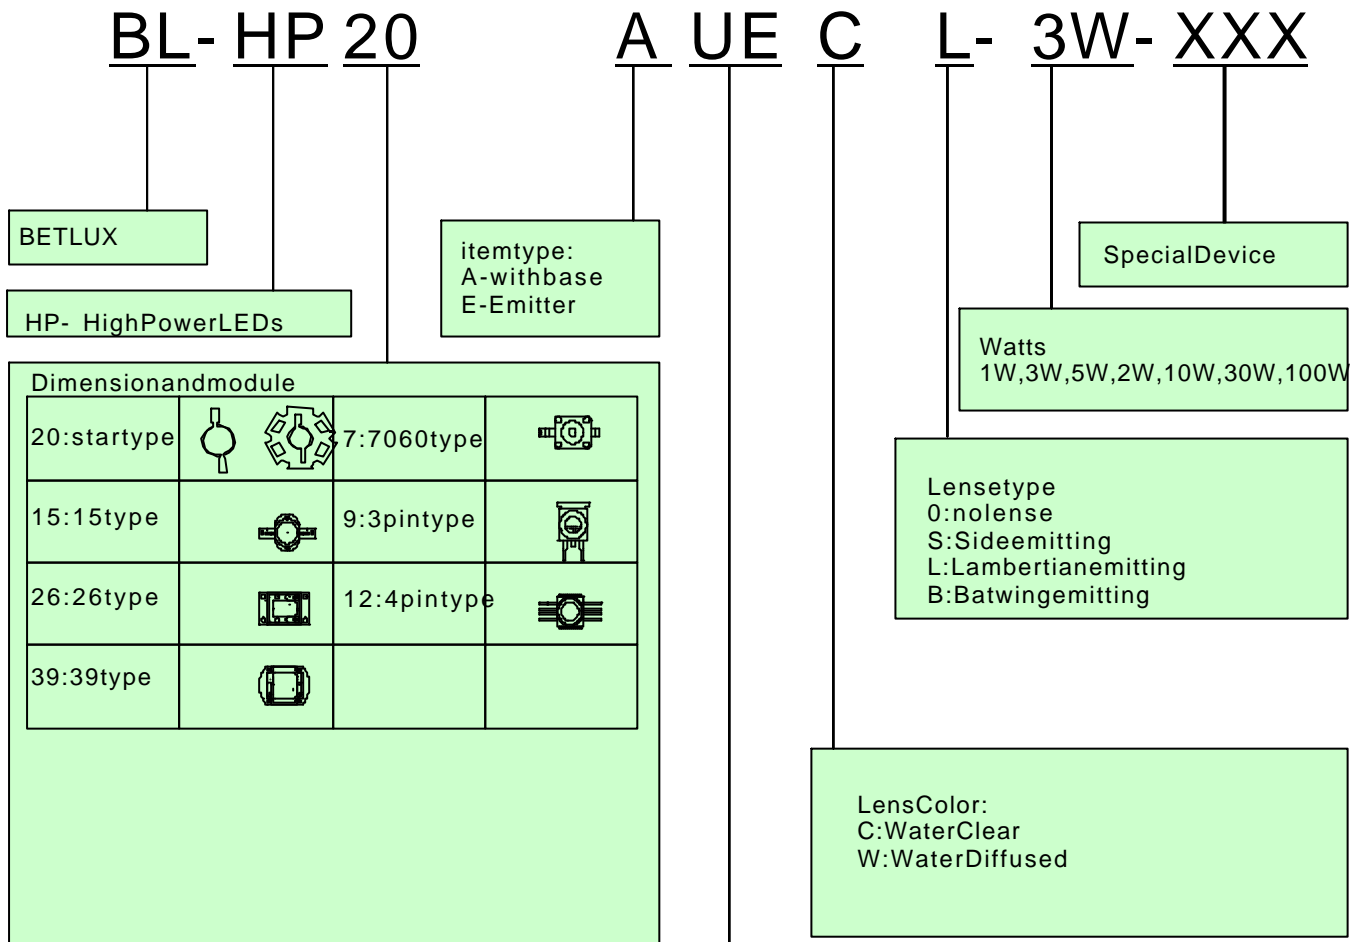 BL- HP 20 A UE C L- 3W- XXX
BETLUX
HP- HighPowerLEDs
itemtype:
A-withbase
E-Emitter
SpecialDevice
Watts
1W,3W,5W,2W,10W,30W,100W
Dimensionandmodule
20:startype
7:7060type
15:15type
9:3pintype
26:26type
12:4pintype
39:39type
Lensetype
0:nolense
S:Sideemitting
L:Lambertianemitting
B:Batwingemitting
LensColor:
C:WaterClear
W:WaterDiffused